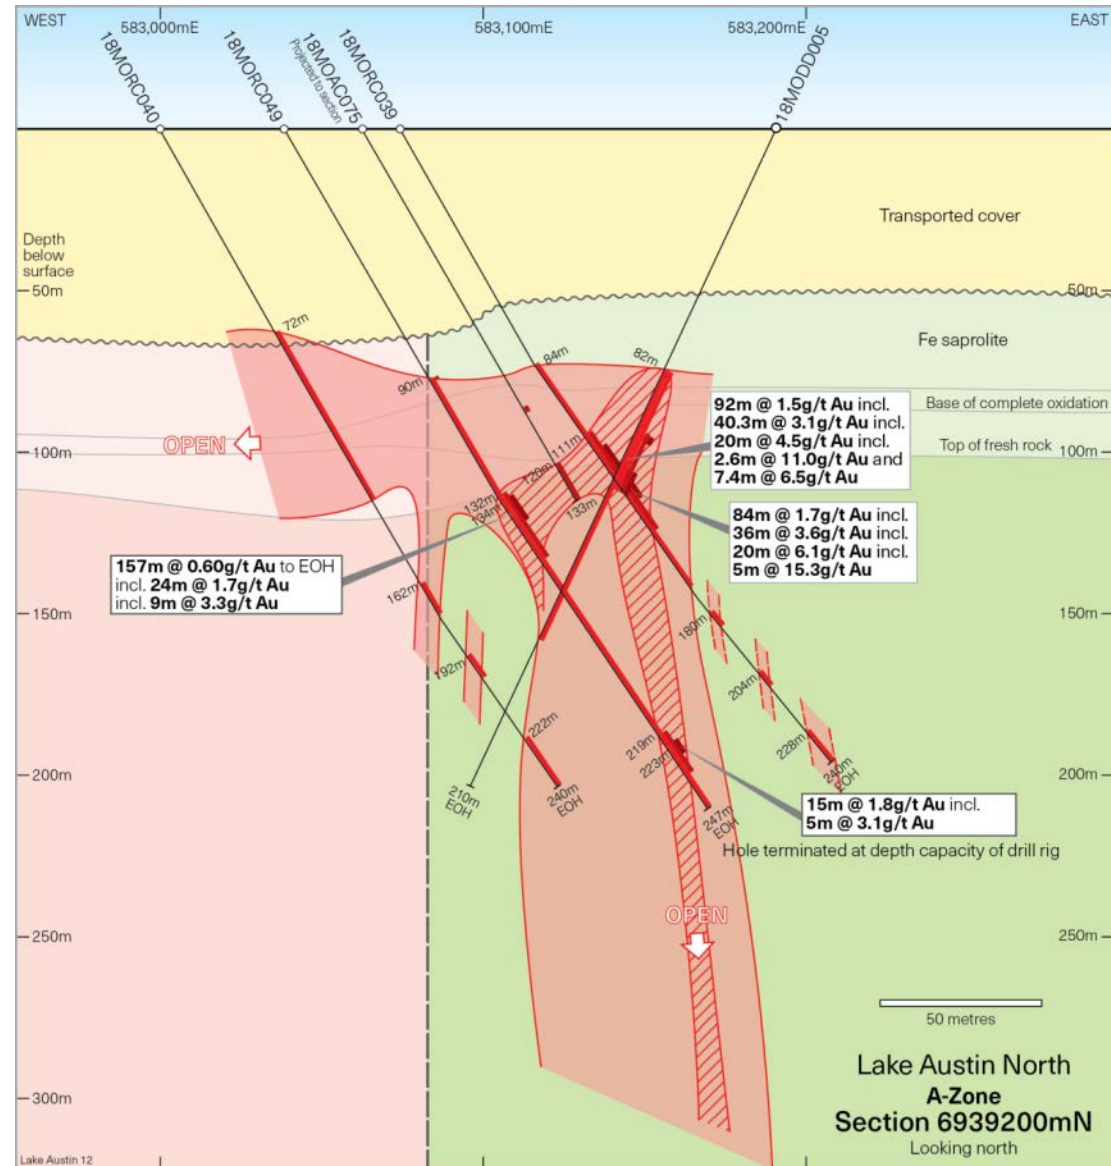 WEST
EAST
583,000mE
583,100mE
583,200mE
18MORC040
18MORC049
18MOAC075
Projected to section
18MORC039
18MODD005
Transported cover
Depth
below
surface
50m
50m
Fe saprolite
72m
90m
84m
82m
Base of complete oxidation
Top of fresh rock
100m
100m
OPEN
111m
120m
132m
134m
133m
92m @ 1.5g/t Au incl.
40.3m @ 3.1g/t Au incl.
20m @ 4.5g/t Au incl.
2.6m @ 11.0g/t Au and
7.4m @ 6.5g/t Au
84m @ 1.7g/t Au incl.
36m @ 3.6g/t Au incl.
20m @ 6.1g/t Au incl.
5m @ 15.3g/t Au
157m @ 0.60g/t Au to EOH
incl. 24m @ 1.7g/t Au
incl. 9m @ 3.3g/t Au
150m
150m
162m
180m
192m
204m
222m
219m
223m
228m
200m
200m
210m
EOH
240m
EOH
247m
EOH
240m
EOH
15m @ 1.8g/t Au incl.
5m @ 3.1g/t Au
Hole terminated at depth capacity of drill rig
OPEN
250m
250m
50 metres
300m
Lake Austin North
A-Zone
Section 6939200mN
Looking north
Lake Austin 12